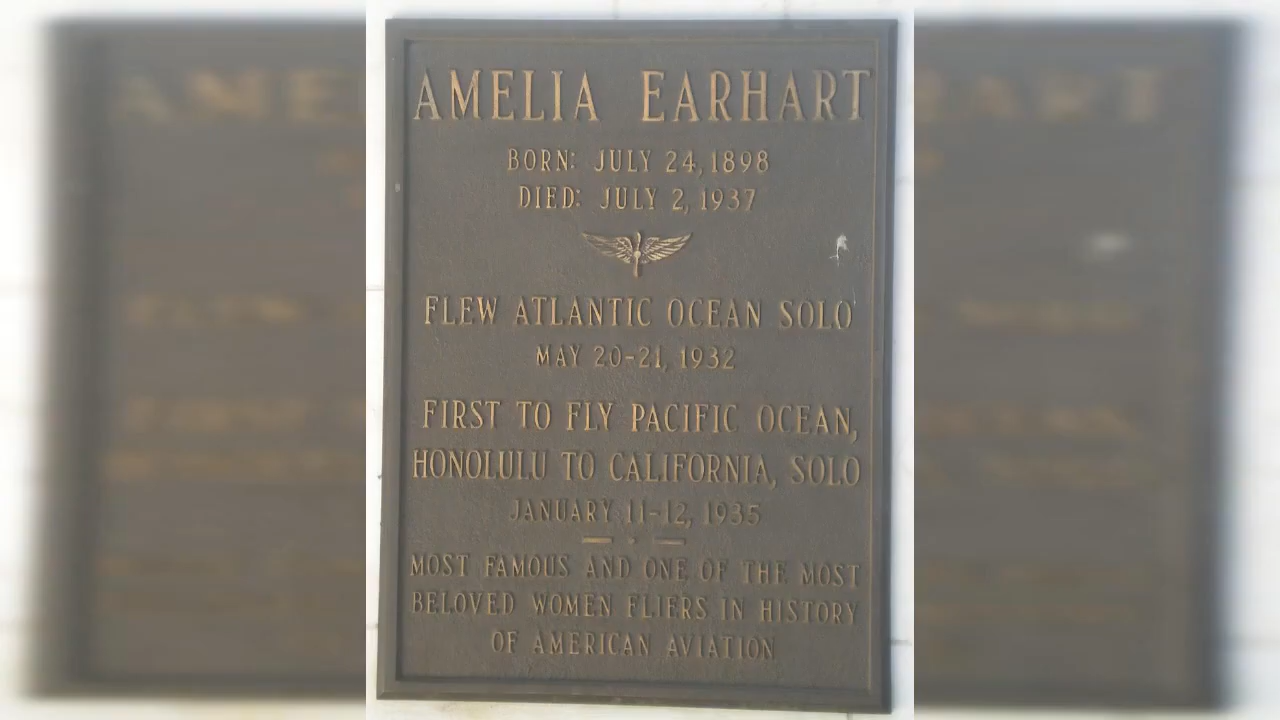 AMELIA EARHART
BORN: JULY 24, 1898
DIED: JULY 2, 1937
FLEW ATLANTIC OCEAN SOLO
MAY 20-21, 1932
FIRST TO FLY PACIFIC OCEAN,
HONOLULU TO CALIFORNIA, SOLO
JANUARY 11-12, 1935
MOST FAMOUS AND ONE OF THE MOST
BELOVED WOMEN FLIERS IN HISTORY
OF AMERICAN AVIATION